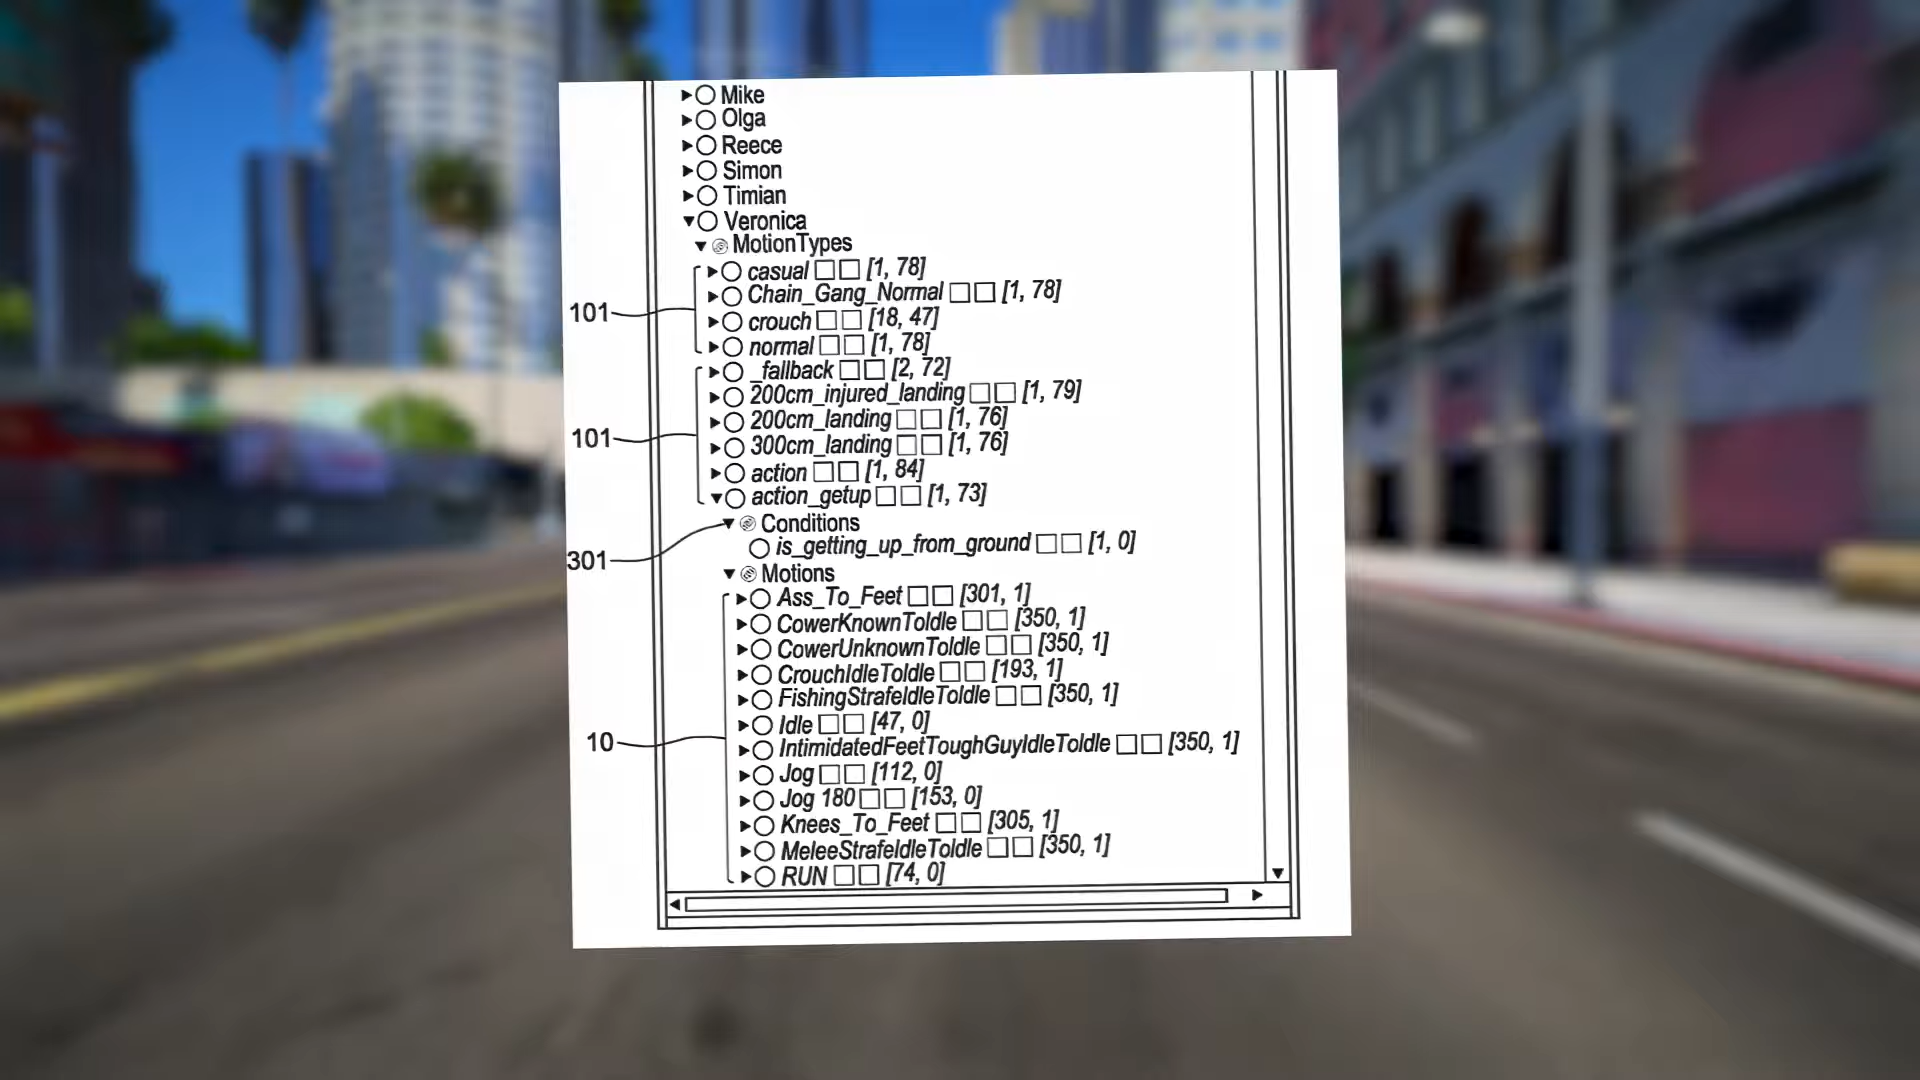 Mike
Olga
Reece
Simon
Timian
Veronica
MotionTypes
casual [1, 78]
Chain_Gang_Normal [1, 78]
101
crouch [18, 47]
normal [1, 78]
_fallback [2, 72]
200cm_injured_landing [1, 79]
200cm_landing [1, 76]
101
300cm_landing [1, 76]
action [1, 84]
action_getup [1, 73]
Conditions
is_getting_up_from_ground [1, 0]
301
Motions
Ass_To_Feet [301, 1]
CowerKnownToIdle [350, 1]
CowerUnknownToIdle [350, 1]
CrouchIdleToIdle [193, 1]
FishingStrafeIdleToIdle [350, 1]
Idle [47, 0]
10
IntimidatedFeetToughGuyIdleToIdle [350, 1]
Jog [112, 0]
Jog 180 [153, 0]
Knees_To_Feet [305, 1]
MeleeStrafeIdleToIdle [350, 1]
RUN [74, 0]